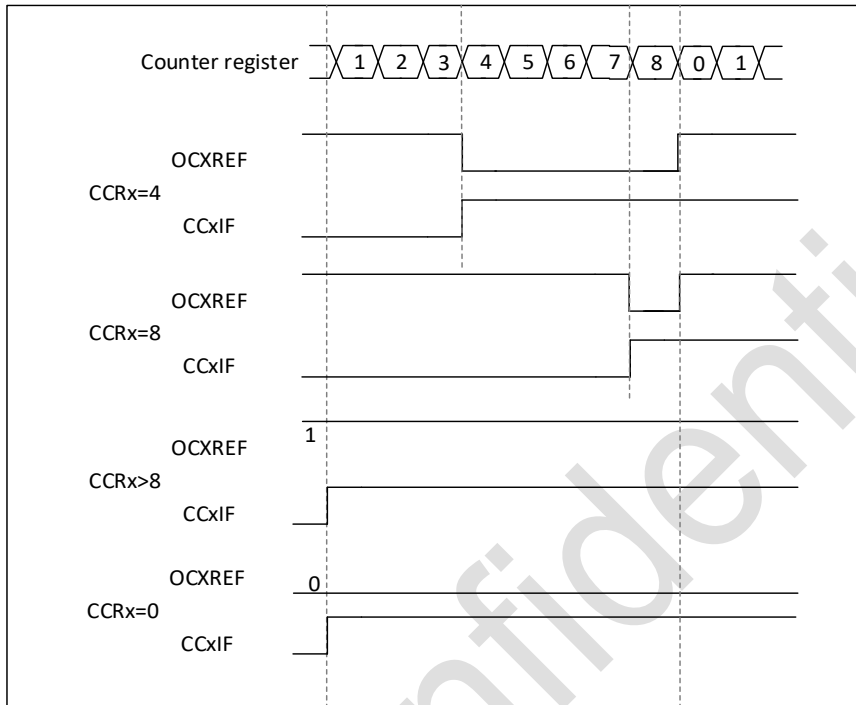 Counter register 1 2 3 4 5 6 7 8 0 1
OCXREF
CCRx=4
CCxIF
OCXREF
CCRx=8
CCxIF
1
OCXREF
CCRx>8
CCxIF
OCXREF 0
CCRx=0
CCxIF
nfidenti